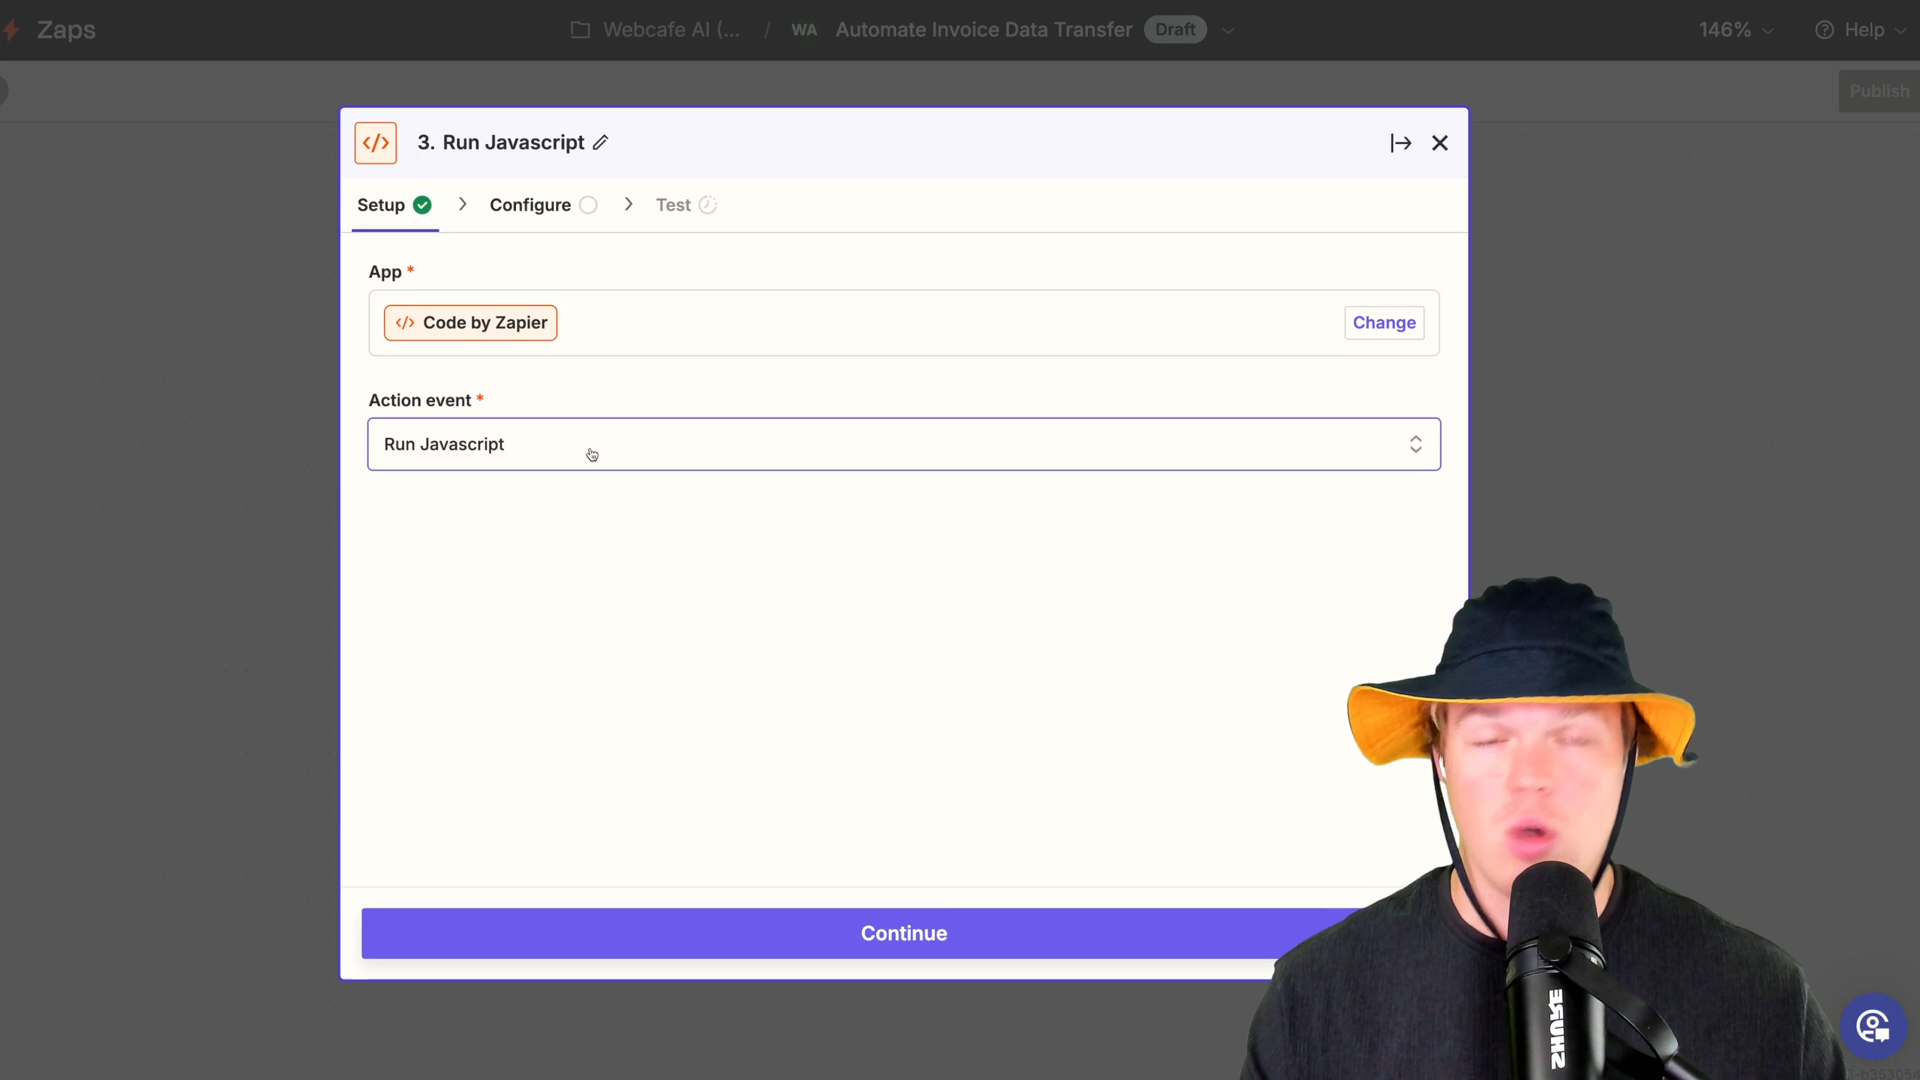 Zaps
Webcafe AI (... / WA Automate Invoice Data Transfer Draft
146%
Help
Publish
</> 3. Run Javascript
Setup > Configure > Test
App *
</> Code by Zapier
Change
Action event *
Run Javascript
Continue
SHURE